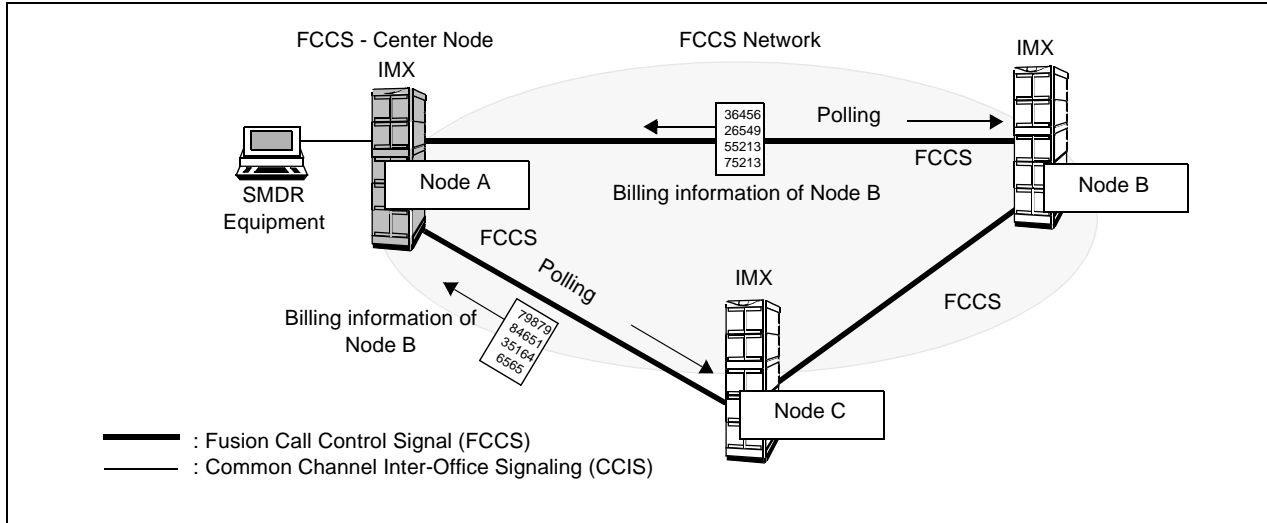 FCCS - Center Node
FCCS Network
IMX
IMX
36456
26549
55213
75213
Polling
FCCS
SMDR
Equipment
Node A
Billing information of Node B
Node B
FCCS
Polling
IMX
FCCS
Billing information of
Node B
79879
84651
35164
6565
Node C
: Fusion Call Control Signal (FCCS)
: Common Channel Inter-Office Signaling (CCIS)